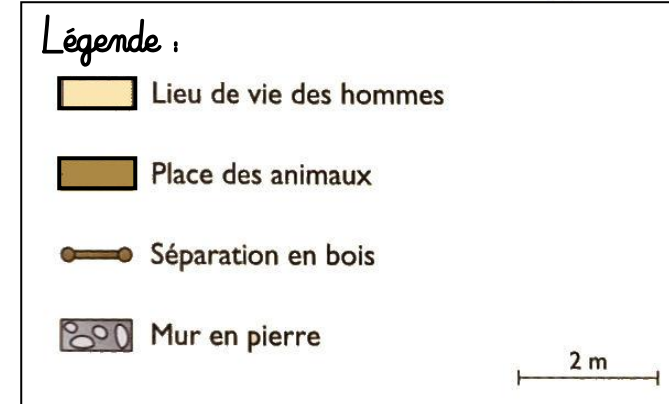 Légende :
Lieu de vie des hommes
Place des animaux
Séparation en bois
Mur en pierre
2 m